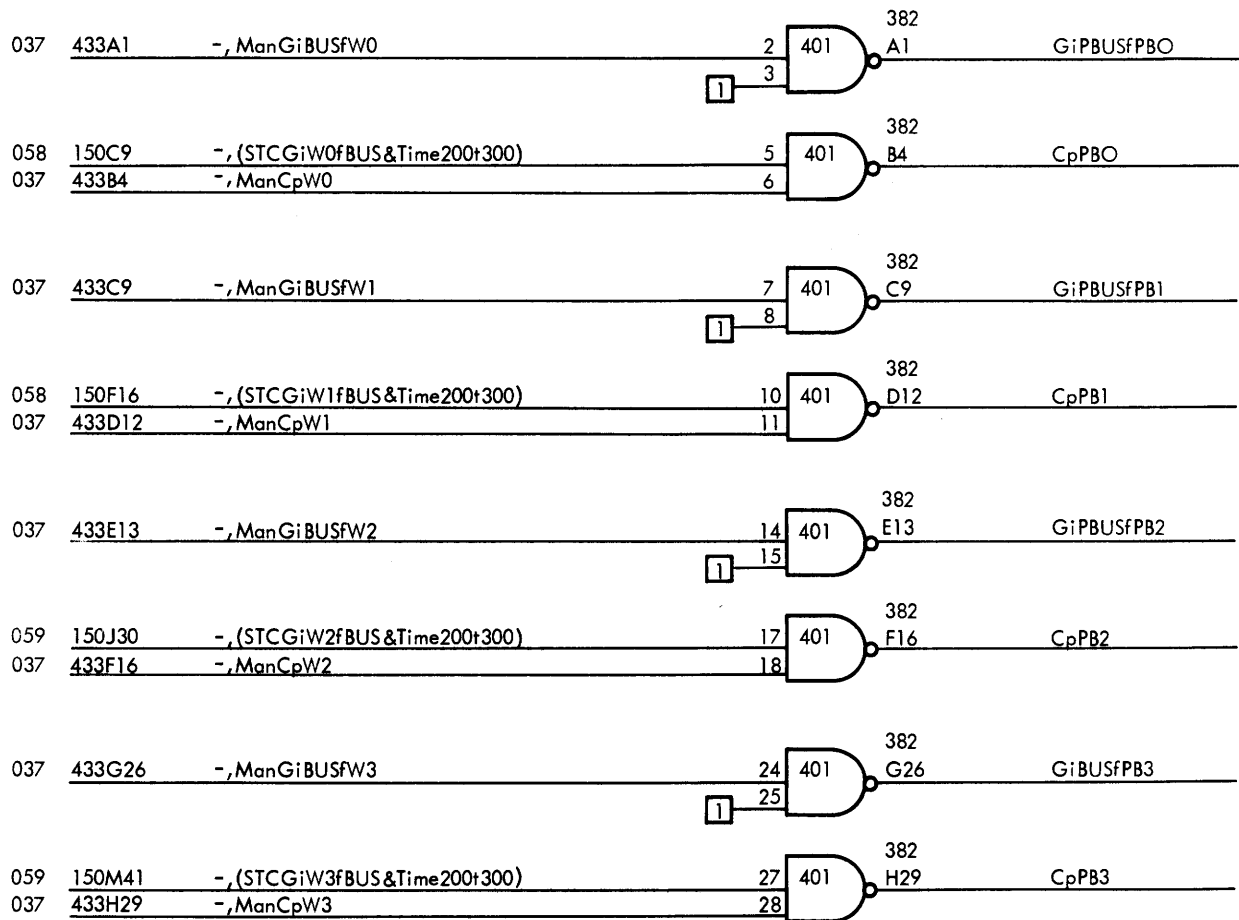 382
037 433A1 -,ManGiBUSfW0 2 401 A1 GiPBUSfPBO
3
1
382
058 150C9 -,(STCGiW0fBUS&Time200t300) 5 401 B4 CpPBO
037 433B4 -,ManCpW0 6
382
037 433C9 -,ManGiBUSfW1 7 401 C9 GiPBUSfPB1
8
1
382
058 150F16 -,(STCGiW1fBUS&Time200t300) 10 401 D12 CpPB1
037 433D12 -,ManCpW1 11
382
037 433E13 -,ManGiBUSfW2 14 401 E13 GiPBUSfPB2
15
1
382
059 150J30 -,(STCGiW2fBUS&Time200t300) 17 401 F16 CpPB2
037 433F16 -,ManCpW2 18
382
037 433G26 -,ManGiBUSfW3 24 401 G26 GiBUSfPB3
25
1
382
059 150M41 -,(STCGiW3fBUS&Time200t300) 27 401 H29 CpPB3
037 433H29 -,ManCpW3 28